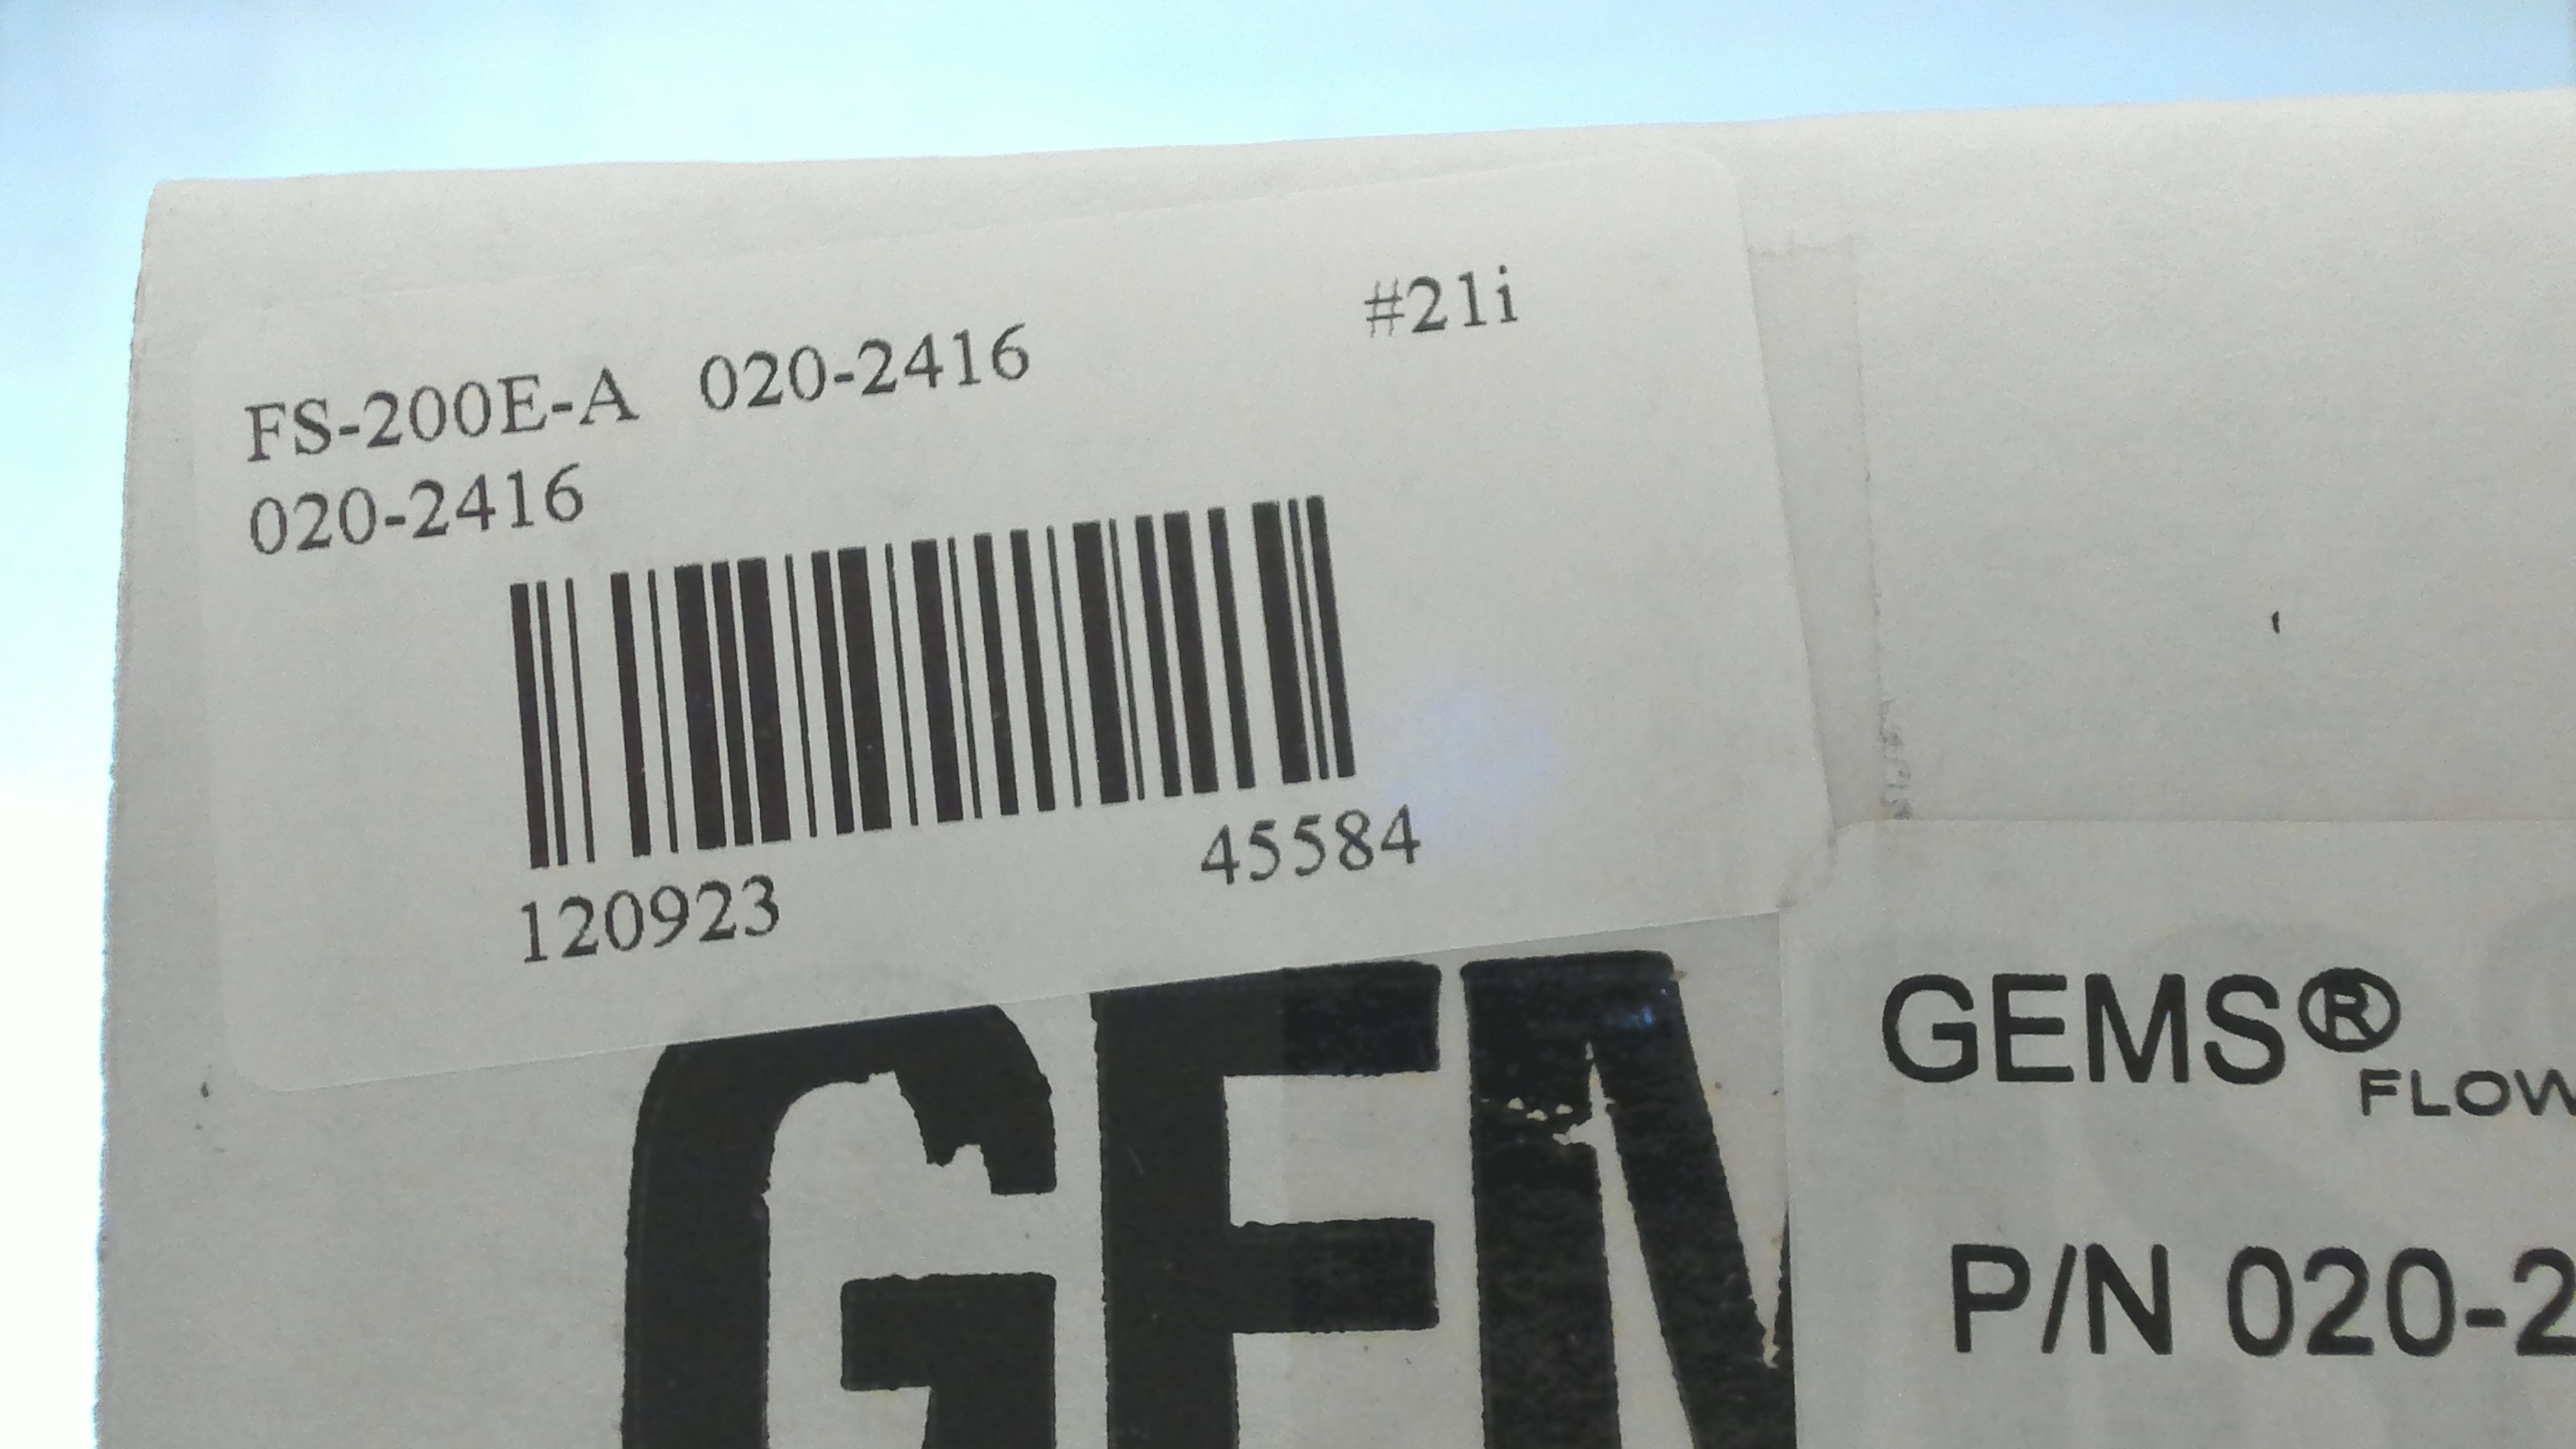 #21i
FS-200E-A 020-2416
020-2416
120923 45584
GEMS®
FLOW
P/N 020-2